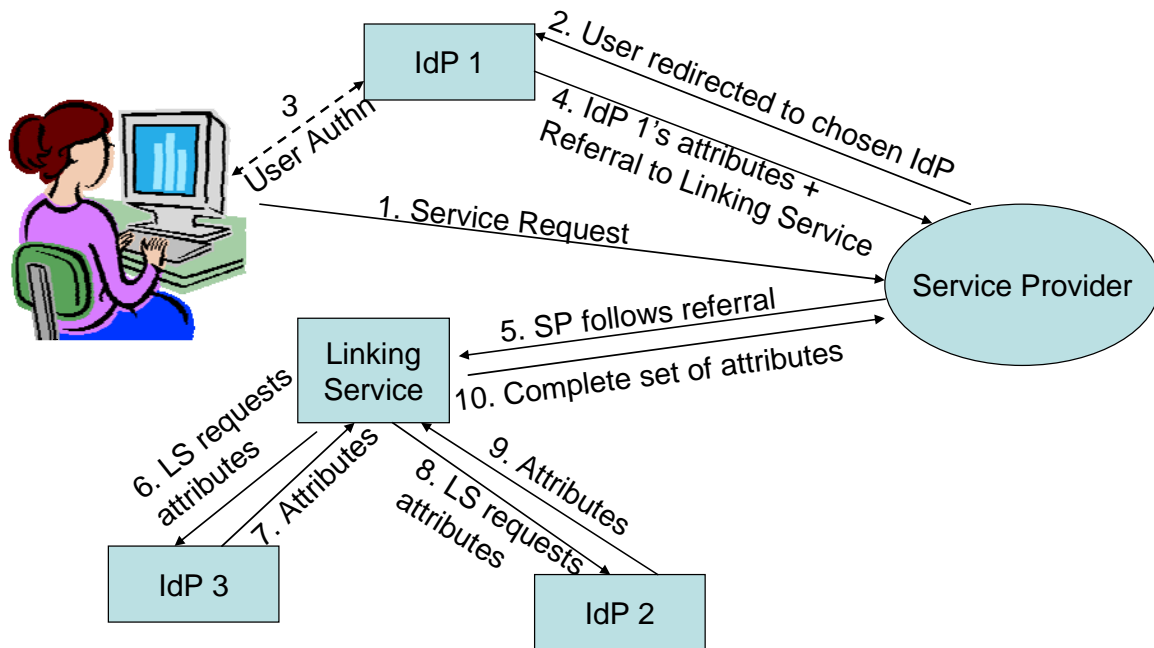 IdP 1
2. User redirected to chosen IdP
3
User Authn
4. IdP 1's attributes +
Referral to Linking Service
1. Service Request
Service Provider
5. SP follows referral
Linking
Service
10. Complete set of attributes
6. LS requests
attributes
7. Attributes
8. LS requests
attributes
9. Attributes
IdP 3
IdP 2